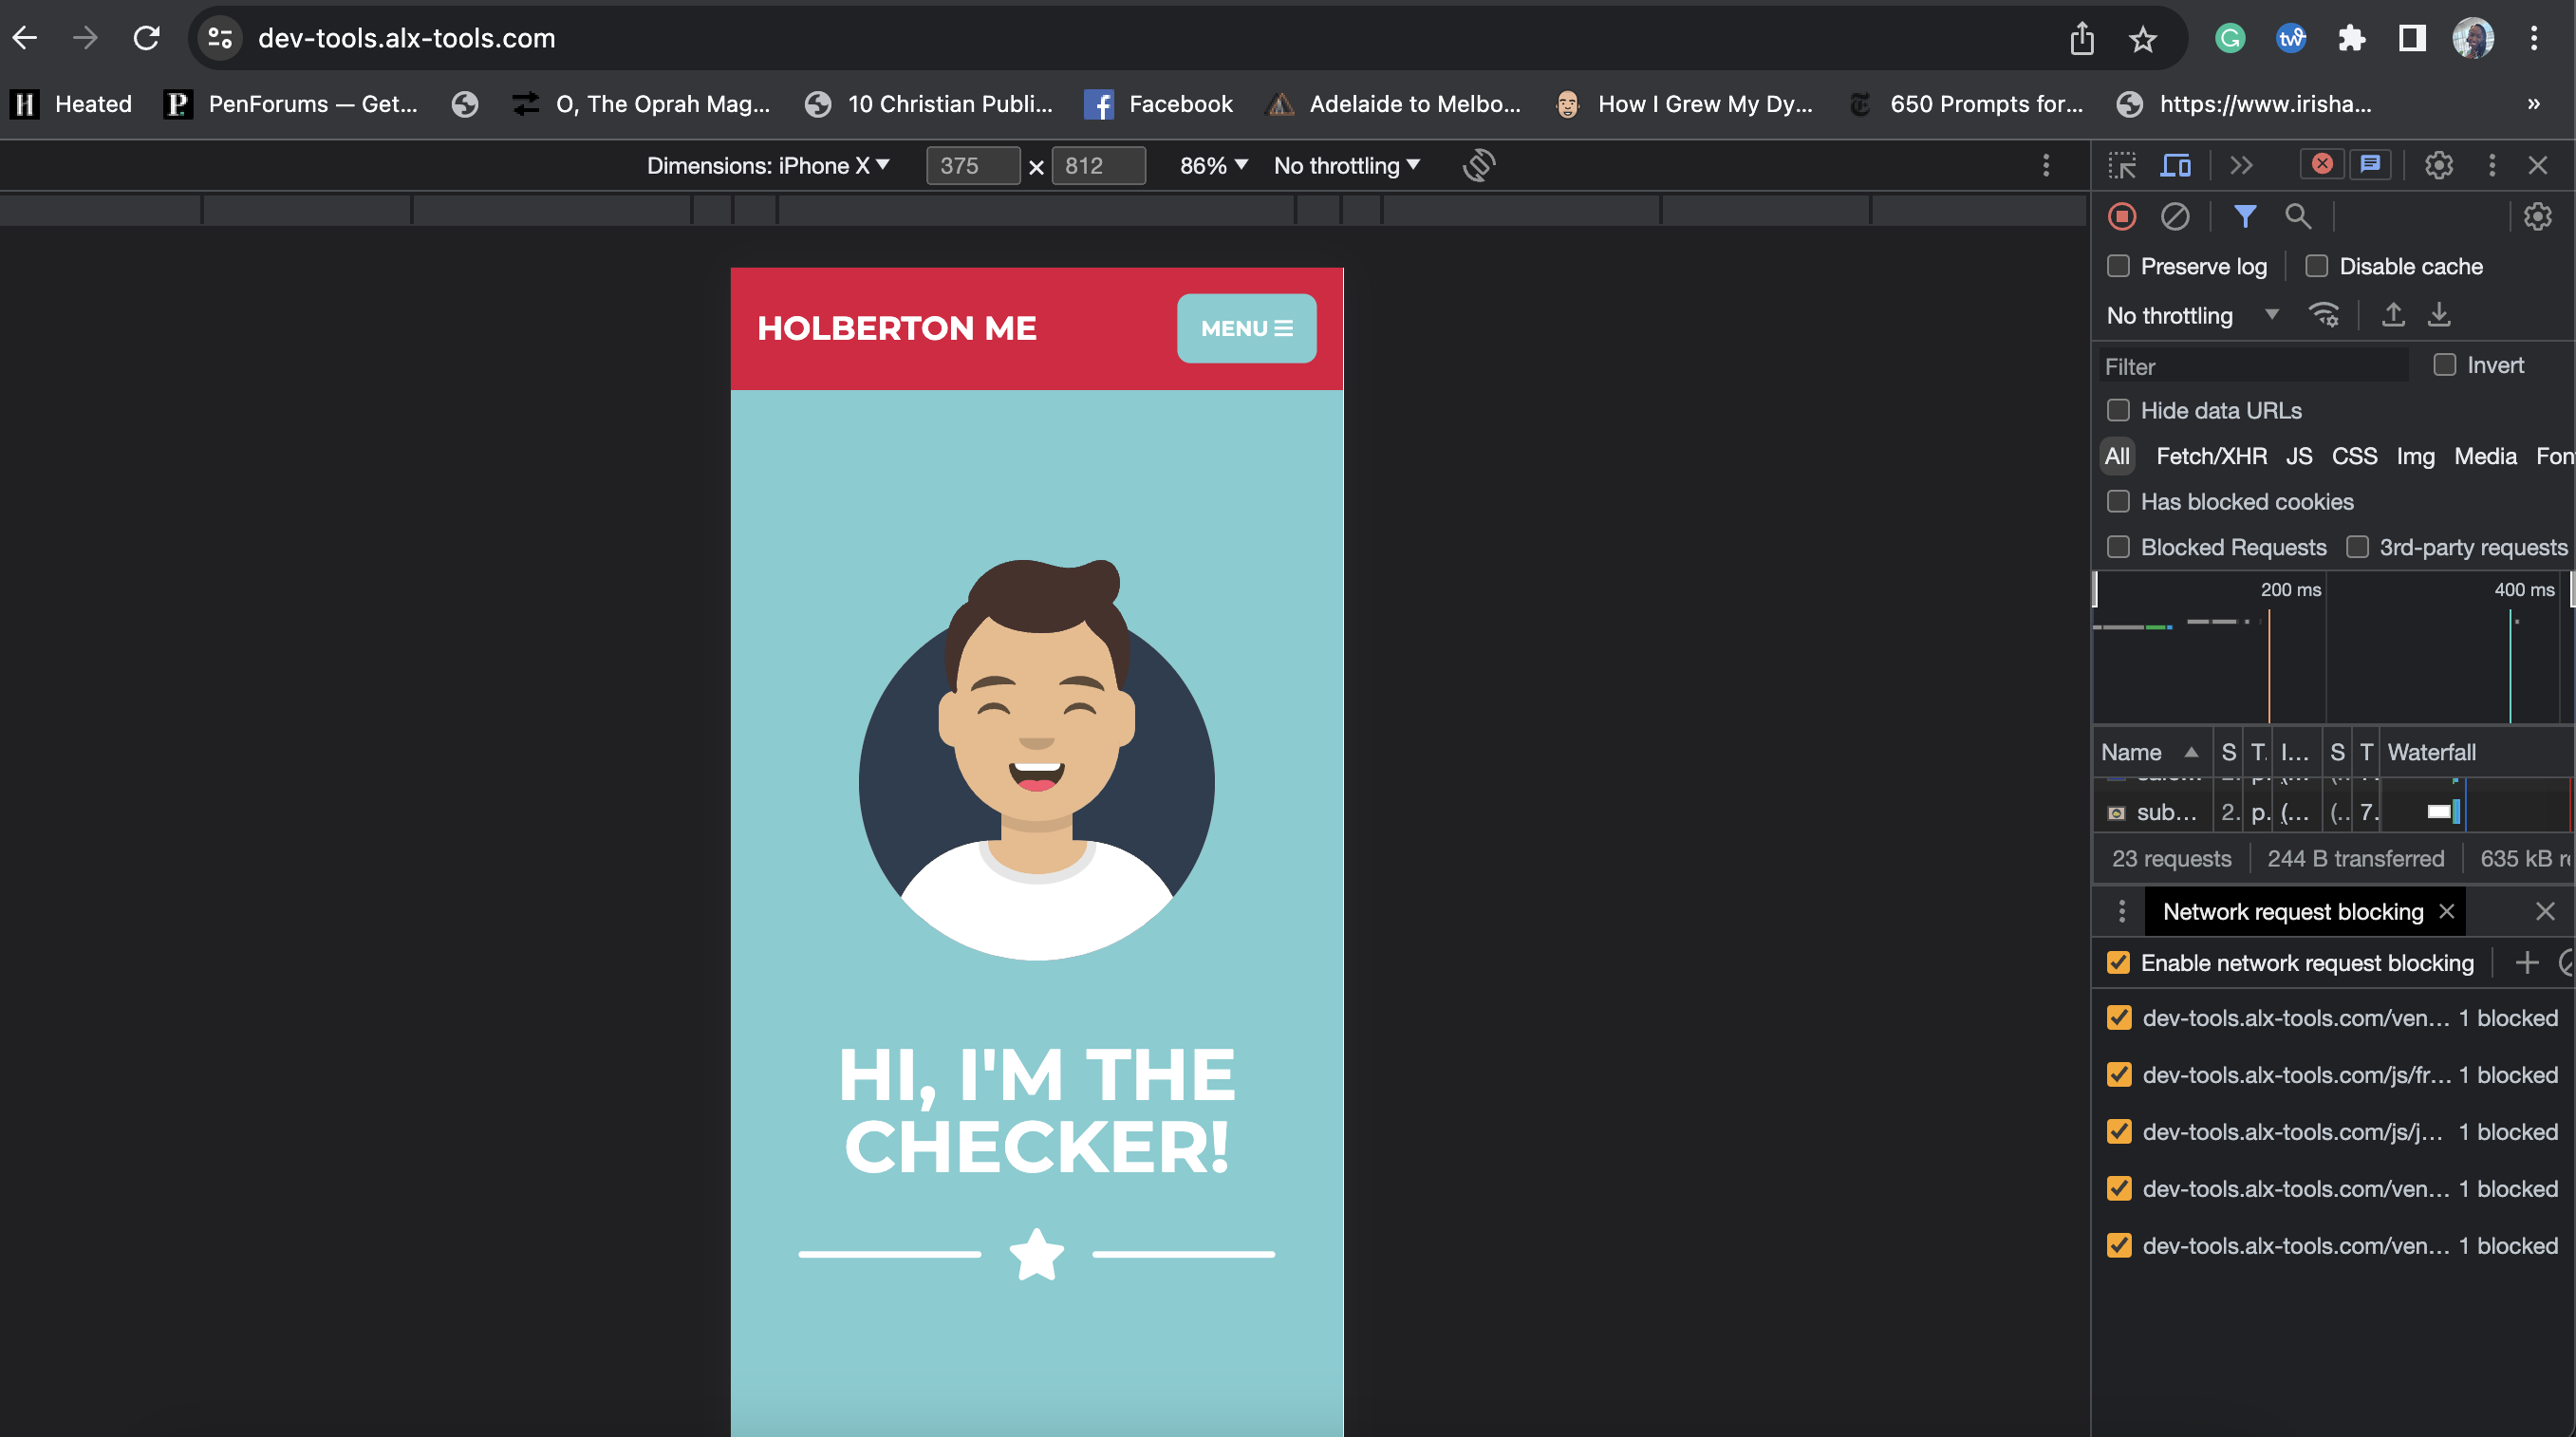 dev-tools.alx-tools.com
Heated
PenForums — Get...
O, The Oprah Mag...
10 Christian Publi...
Facebook
Adelaide to Melbo...
How I Grew My Dy...
650 Prompts for...
https://www.irisha...
»
Dimensions: iPhone X 375 × 812 86% No throttling
Preserve log Disable cache
No throttling
Filter Invert
Hide data URLs
All Fetch/XHR JS CSS Img Media Fon
Has blocked cookies
Blocked Requests 3rd-party requests
200 ms 400 ms
Name S T. I... S T Waterfall
sub... 2. p. (... (.. 7.
23 requests 244 B transferred 635 kB r
Network request blocking
Enable network request blocking
dev-tools.alx-tools.com/ven... 1 blocked
dev-tools.alx-tools.com/js/fr... 1 blocked
dev-tools.alx-tools.com/js/j... 1 blocked
dev-tools.alx-tools.com/ven... 1 blocked
dev-tools.alx-tools.com/ven... 1 blocked
HOLBERTON ME
MENU
HI, I'M THE
CHECKER!